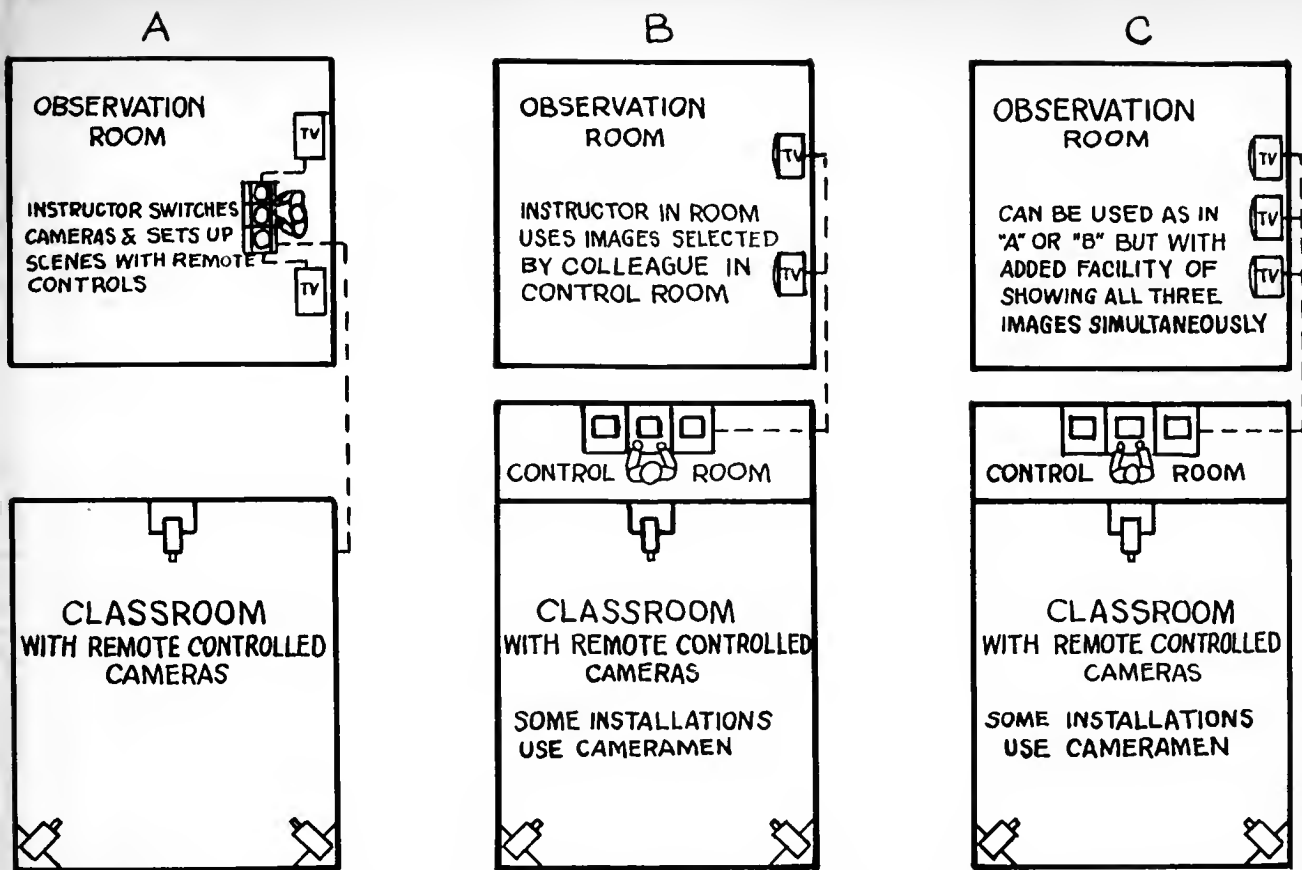 A
OBSERVATION
ROOM
TV
INSTRUCTOR SWITCHES
CAMERAS & SETS UP
SCENES WITH REMOTE
CONTROLS
TV
CLASSROOM
WITH REMOTE CONTROLLED
CAMERAS
B
OBSERVATION
ROOM
TV
INSTRUCTOR IN ROOM
USES IMAGES SELECTED
BY COLLEAGUE IN
CONTROL ROOM
TV
CONTROL ROOM
CLASSROOM
WITH REMOTE CONTROLLED
CAMERAS
SOME INSTALLATIONS
USE CAMERAMEN
C
OBSERVATION
ROOM
TV
TV
TV
CAN BE USED AS IN
"A" OR "B" BUT WITH
ADDED FACILITY OF
SHOWING ALL THREE
IMAGES SIMULTANEOUSLY
CONTROL ROOM
CLASSROOM
WITH REMOTE CONTROLLED
CAMERAS
SOME INSTALLATIONS
USE CAMERAMEN